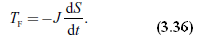 T_F = −J dS/dt. (3.36)